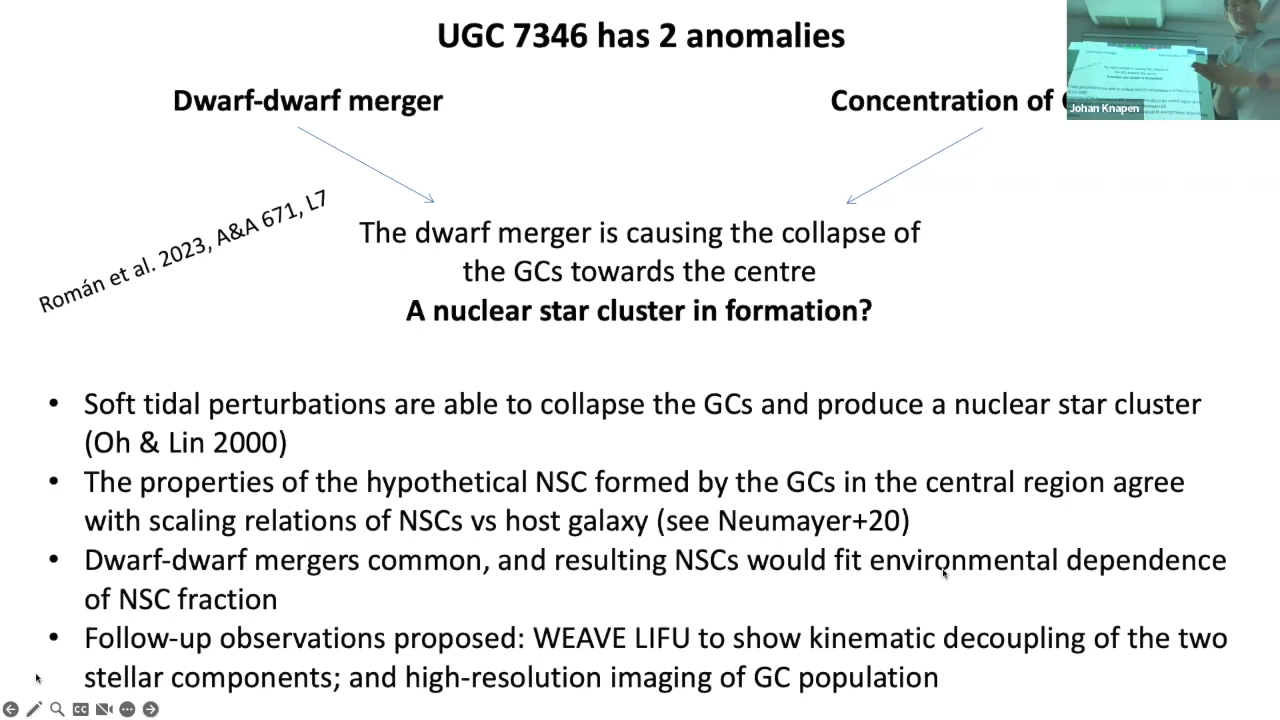 UGC 7346 has 2 anomalies
Dwarf-dwarf merger
Concentration of
Johan Knapen
Román et al. 2023, A&A 671, L7
The dwarf merger is causing the collapse of
the GCs towards the centre
A nuclear star cluster in formation?
• Soft tidal perturbations are able to collapse the GCs and produce a nuclear star cluster
(Oh & Lin 2000)
• The properties of the hypothetical NSC formed by the GCs in the central region agree
with scaling relations of NSCs vs host galaxy (see Neumayer+20)
• Dwarf-dwarf mergers common, and resulting NSCs would fit environmental dependence
of NSC fraction
• Follow-up observations proposed: WEAVE LIFU to show kinematic decoupling of the two
stellar components; and high-resolution imaging of GC population
CC